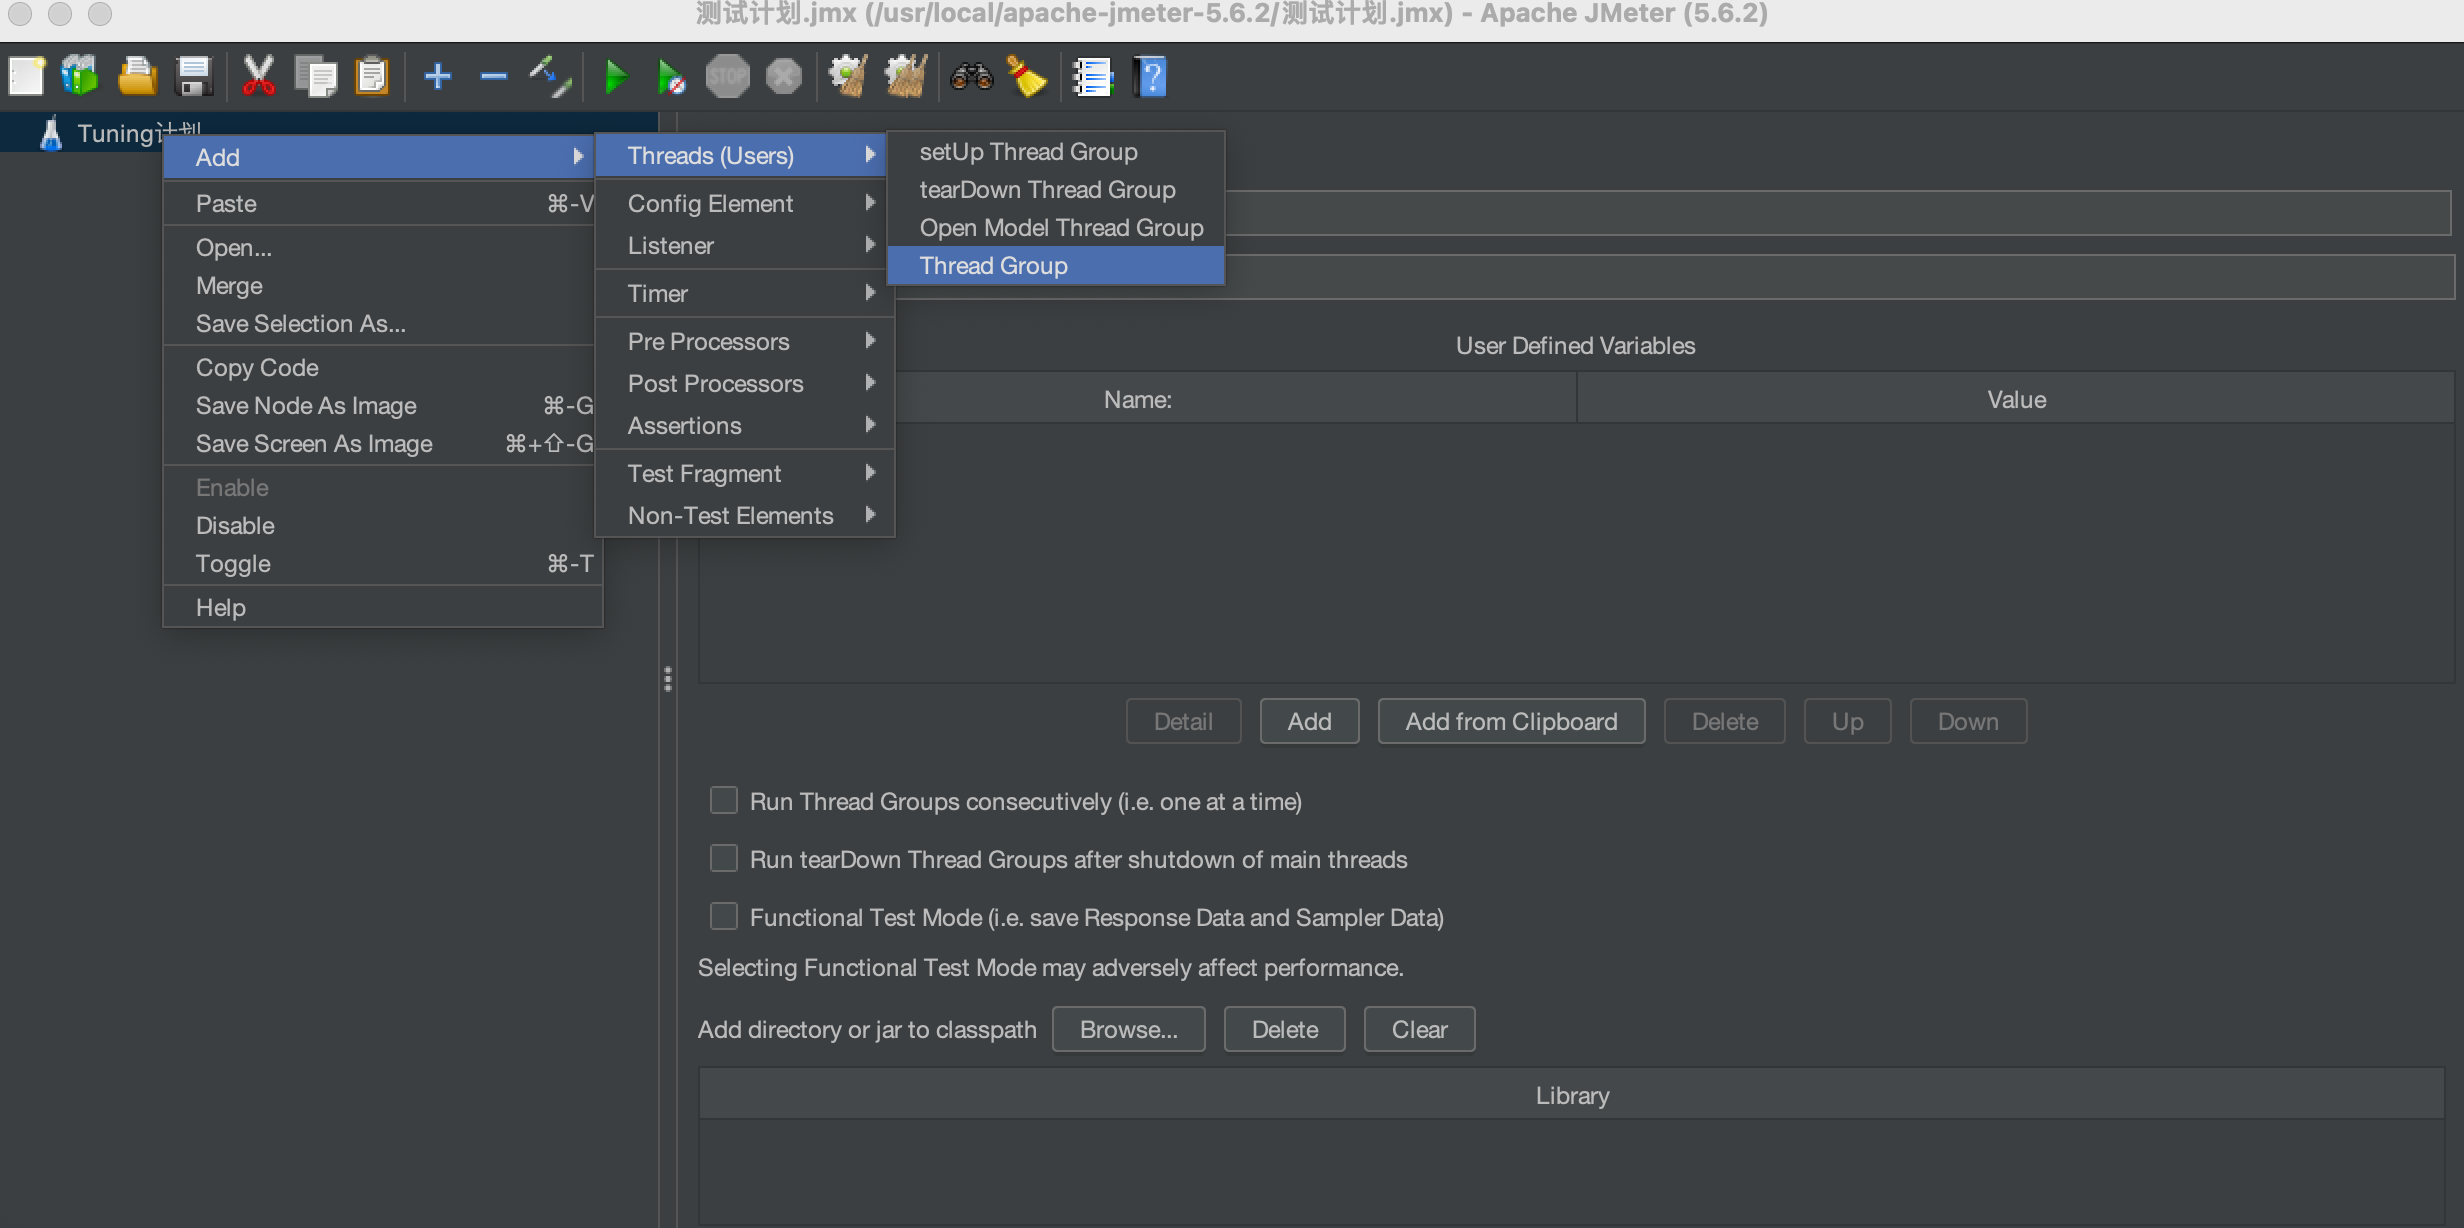 测试计划.jmx (/usr/local/apache-jmeter-5.6.2/测试计划.jmx) - Apache JMeter (5.6.2)
STOP
?
Tuning计划
Add
Paste ⌘-V
Open...
Merge
Save Selection As...
Copy Code
Save Node As Image ⌘-G
Save Screen As Image ⌘+⇧-G
Enable
Disable
Toggle ⌘-T
Help
Threads (Users)
Config Element
Listener
Timer
Pre Processors
Post Processors
Assertions
Test Fragment
Non-Test Elements
setUp Thread Group
tearDown Thread Group
Open Model Thread Group
Thread Group
User Defined Variables
Name: Value
Detail Add Add from Clipboard Delete Up Down
Run Thread Groups consecutively (i.e. one at a time)
Run tearDown Thread Groups after shutdown of main threads
Functional Test Mode (i.e. save Response Data and Sampler Data)
Selecting Functional Test Mode may adversely affect performance.
Add directory or jar to classpath Browse... Delete Clear
Library